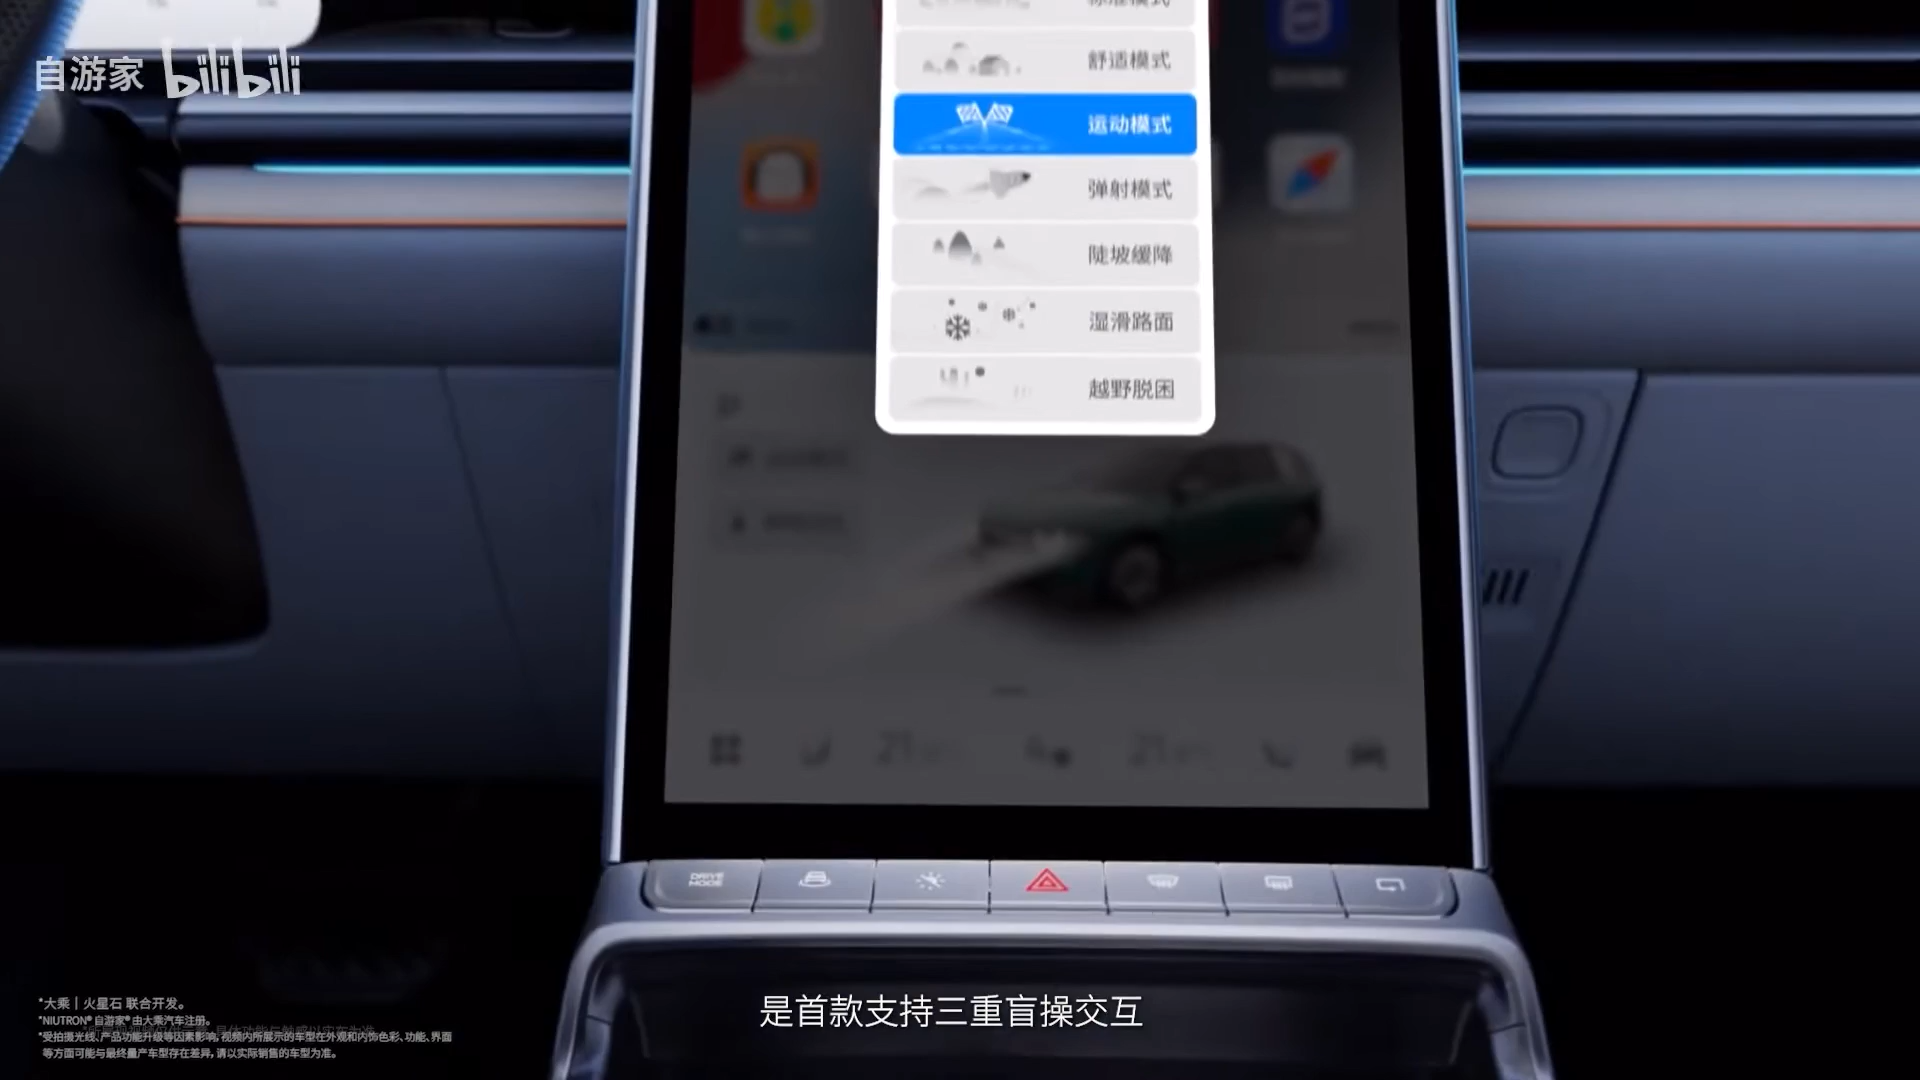 自游家 bilibili
标准模式
舒适模式
运动模式
弹射模式
陡坡缓降
湿滑路面
越野脱困
21
21
DRIVE
MODE
是首款支持三重盲操交互
*大乘｜火星石 联合开发。
*NIUTRON® 自游家® 由大乘汽车注册。
*受拍摄光线、产品功能升级等因素影响，视频内所展示的车型在外观和内饰色彩、功能、界面
等方面可能与最终量产车型存在差异，请以实际销售的车型为准。